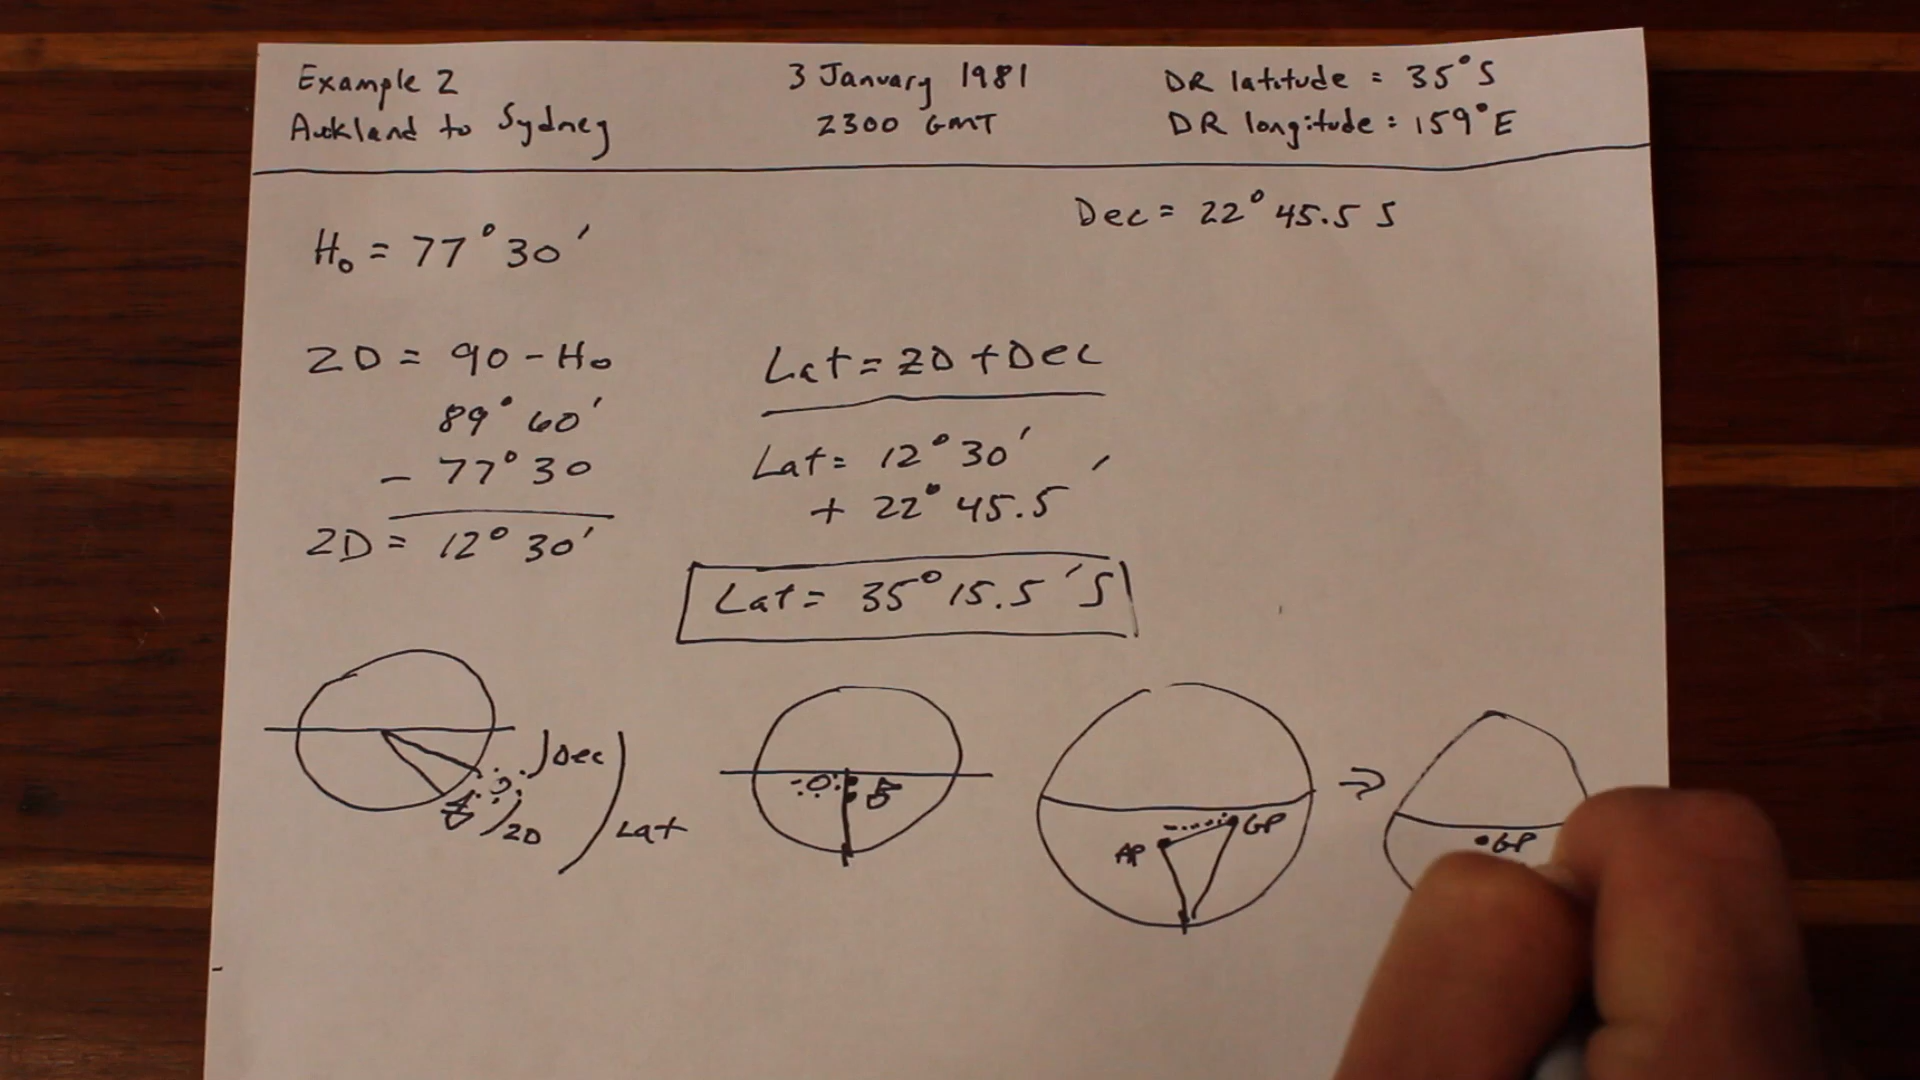 Example 2
Auckland to Sydney
3 January 1981
2300 GMT
DR latitude = 35°S
DR longitude = 159°E
Dec = 22° 45.5 S
Ho = 77° 30'
ZD = 90 - Ho
89° 60'
- 77° 30
ZD = 12° 30'
Lat = ZD + Dec
Lat = 12° 30'
+ 22° 45.5 '
Lat = 35° 15.5 'S
Dec
ZD
Lat
AP
GP
GP